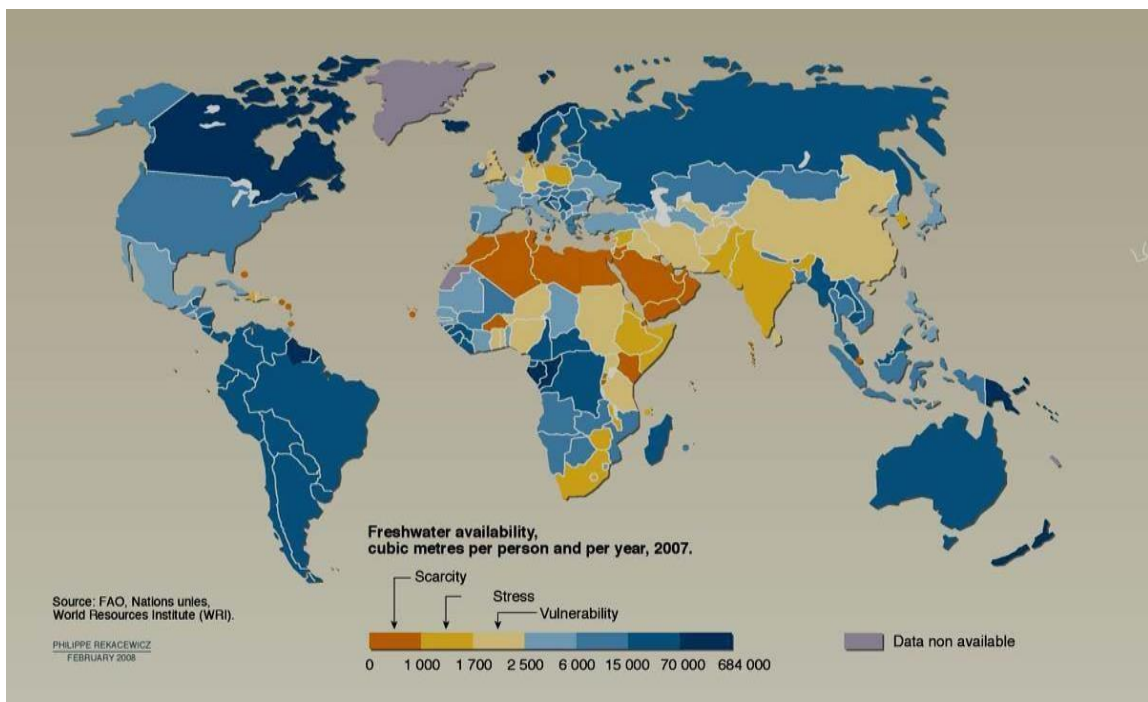 Freshwater availability,
cubic metres per person and per year, 2007.
Scarcity
Stress
Vulnerability
0 1 000 1 700 2 500 6 000 15 000 70 000 684 000
Data non available
Source: FAO, Nations unies,
World Resources Institute (WRI).
PHILIPPE REKACEWICZ
FEBRUARY 2008